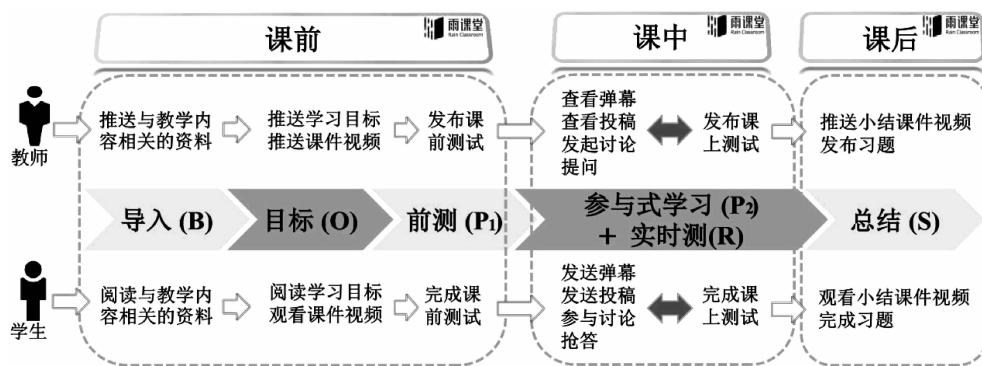 课前
雨课堂
Rain Classroom
课中
雨课堂
Rain Classroom
课后
雨课堂
Rain Classroom
教师
推送与教学内
容相关的资料
推送学习目标
推送课件视频
发布课
前测试
查看弹幕
查看投稿
发起讨论
提问
发布课
上测试
推送小结课件视频
发布习题
导入 (B)
目标 (O)
前测 (P₁)
参与式学习 (P₂)
+ 实时测(R)
总结 (S)
学生
阅读与教学内
容相关的资料
阅读学习目标
观看课件视频
完成课
前测试
发送弹幕
发送投稿
参与讨论
抢答
完成课
上测试
观看小结课件视频
完成习题